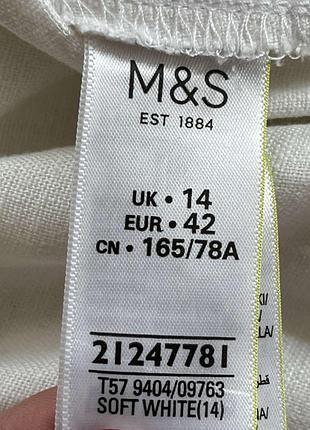 M&S
EST 1884
UK • 14
EUR • 42
CN • 165/78A
21247781
T57 9404/09763
SOFT WHITE(14)